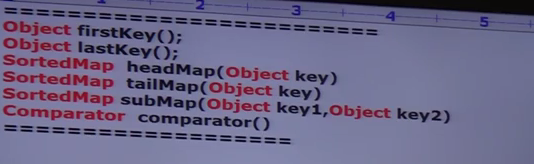 1 2 3 4 5
==========================
Object firstKey();
Object lastKey();
SortedMap headMap(Object key)
SortedMap tailMap(Object key)
SortedMap subMap(Object key1,Object key2)
Comparator comparator()
====================